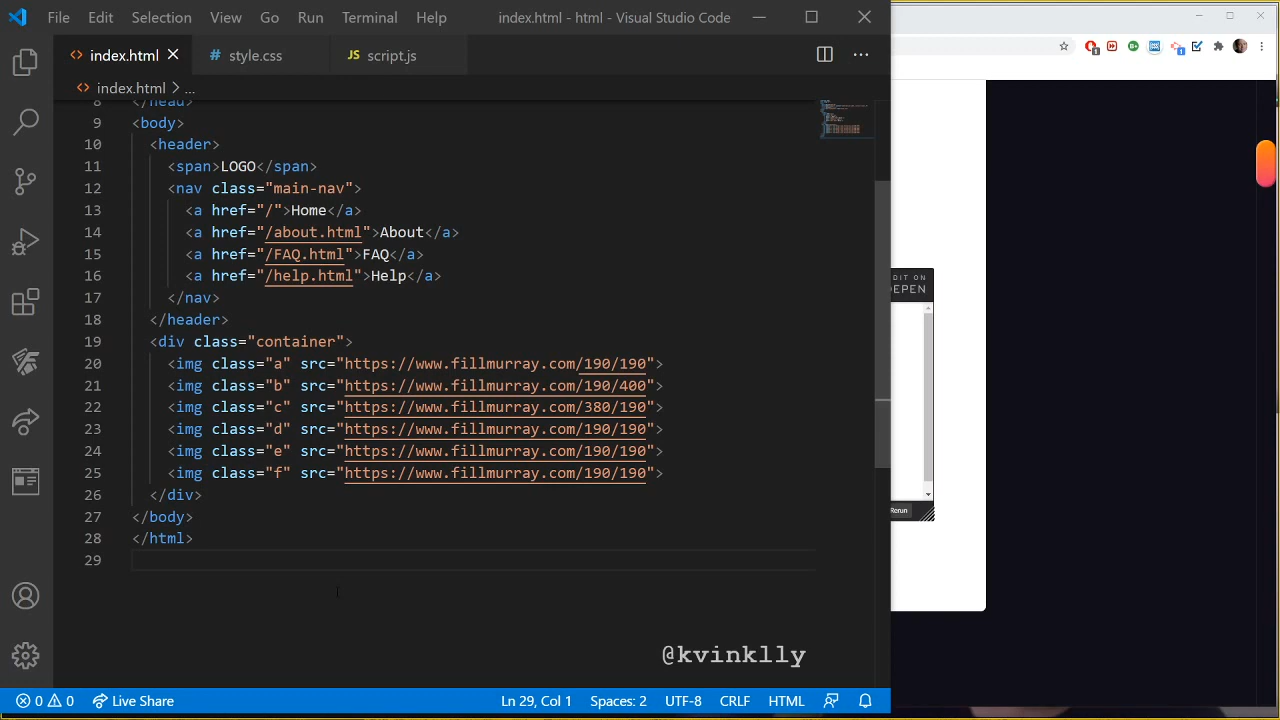 File Edit Selection View Go Run Terminal Help index.html - html - Visual Studio Code
index.html style.css JS script.js
index.html > ...
8 </head>
9 <body>
10 <header>
11 <span>LOGO</span>
12 <nav class="main-nav">
13 <a href="/">Home</a>
14 <a href="/about.html">About</a>
15 <a href="/FAQ.html">FAQ</a>
16 <a href="/help.html">Help</a>
17 </nav>
18 </header>
19 <div class="container">
20 <img class="a" src="https://www.fillmurray.com/190/190">
21 <img class="b" src="https://www.fillmurray.com/190/400">
22 <img class="c" src="https://www.fillmurray.com/380/190">
23 <img class="d" src="https://www.fillmurray.com/190/190">
24 <img class="e" src="https://www.fillmurray.com/190/190">
25 <img class="f" src="https://www.fillmurray.com/190/190">
26 </div>
27 </body>
28 </html>
29
DIT ON
DEPEN
Rerun
@kvinklly
0 0 Live Share Ln 29, Col 1 Spaces: 2 UTF-8 CRLF HTML